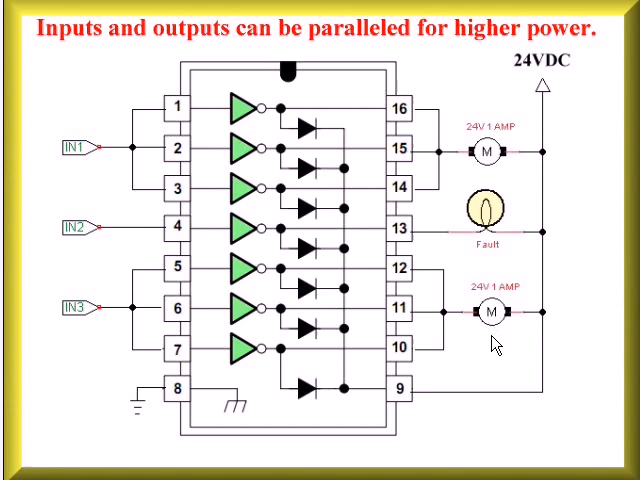 Inputs and outputs can be paralleled for higher power.
24VDC
1 16
24V 1 AMP
IN1 2 15 M
3 14
IN2 4 13
Fault
5 12
24V 1 AMP
IN3 6 11 M
7 10
8 9